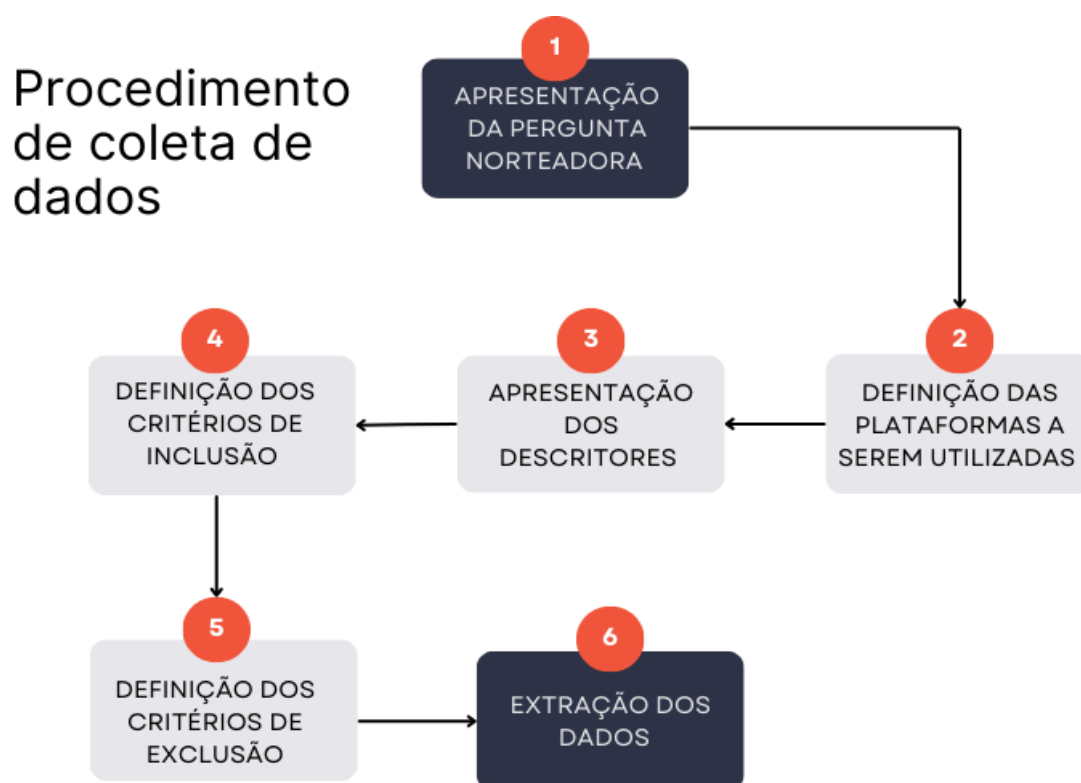 Procedimento
de coleta de
dados
1
APRESENTAÇÃO
DA PERGUNTA
NORTEADORA
2
DEFINIÇÃO DAS
PLATAFORMAS A
SEREM UTILIZADAS
3
APRESENTAÇÃO
DOS
DESCRITORES
4
DEFINIÇÃO DOS
CRITÉRIOS DE
INCLUSÃO
5
DEFINIÇÃO DOS
CRITÉRIOS DE
EXCLUSÃO
6
EXTRAÇÃO DOS
DADOS